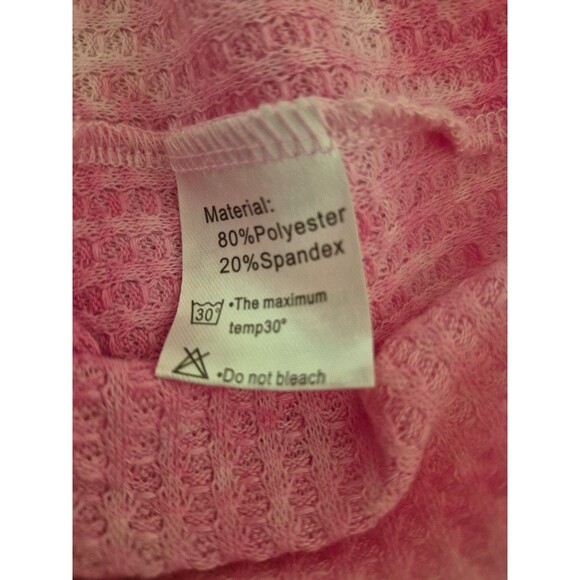 Material:
80%Polyester
20%Spandex
30°
•The maximum
temp30°
•Do not bleach